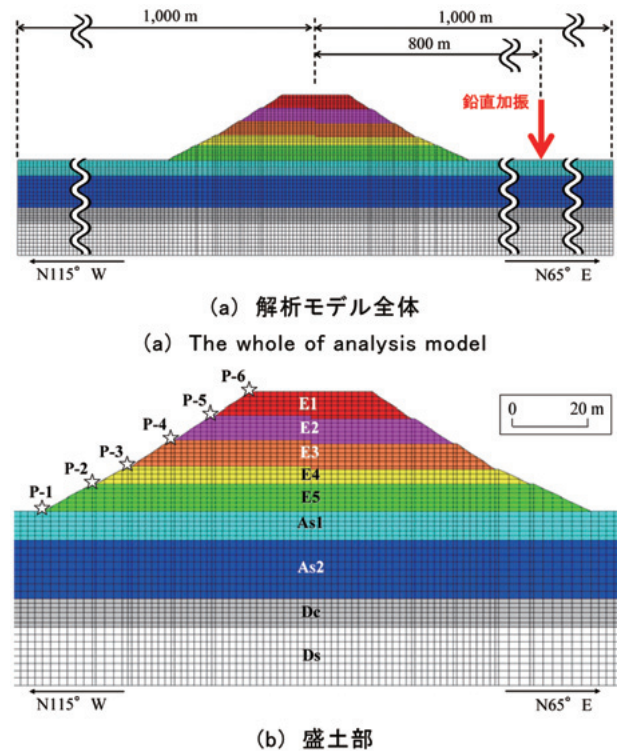 1,000 m 1,000 m
800 m
鉛直加振
N115° W N65° E
(a) 解析モデル全体
(a) The whole of analysis model
P-6
P-5
P-4
P-3
P-2
P-1
E1
E2
E3
E4
E5
As1
As2
Dc
Ds
0 20 m
N115° W N65° E
(b) 盛土部